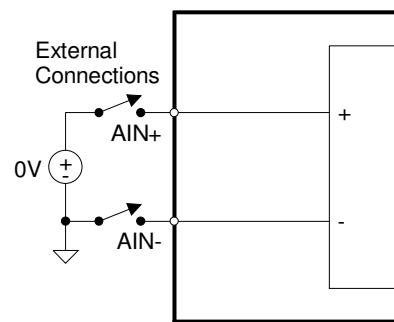 External
Connections
AIN+
+
0V
+
-
AIN-
-